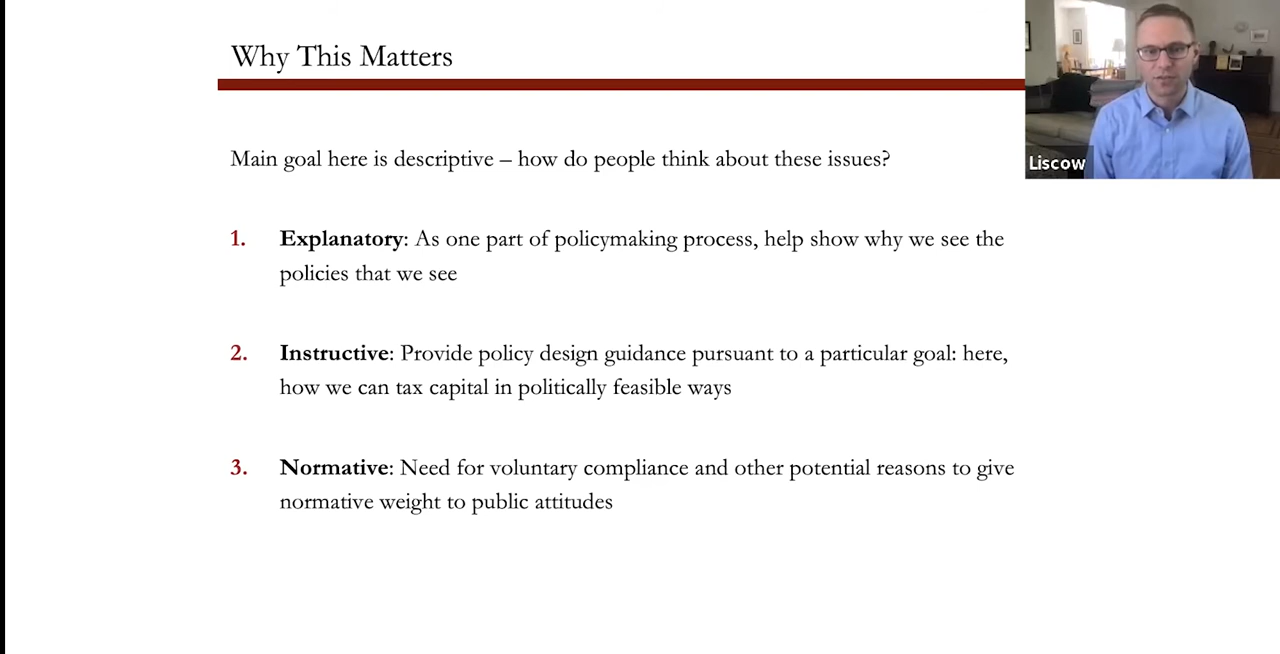 Why This Matters
Liscow
Main goal here is descriptive – how do people think about these issues?
1. Explanatory: As one part of policymaking process, help show why we see the
policies that we see
2. Instructive: Provide policy design guidance pursuant to a particular goal: here,
how we can tax capital in politically feasible ways
3. Normative: Need for voluntary compliance and other potential reasons to give
normative weight to public attitudes